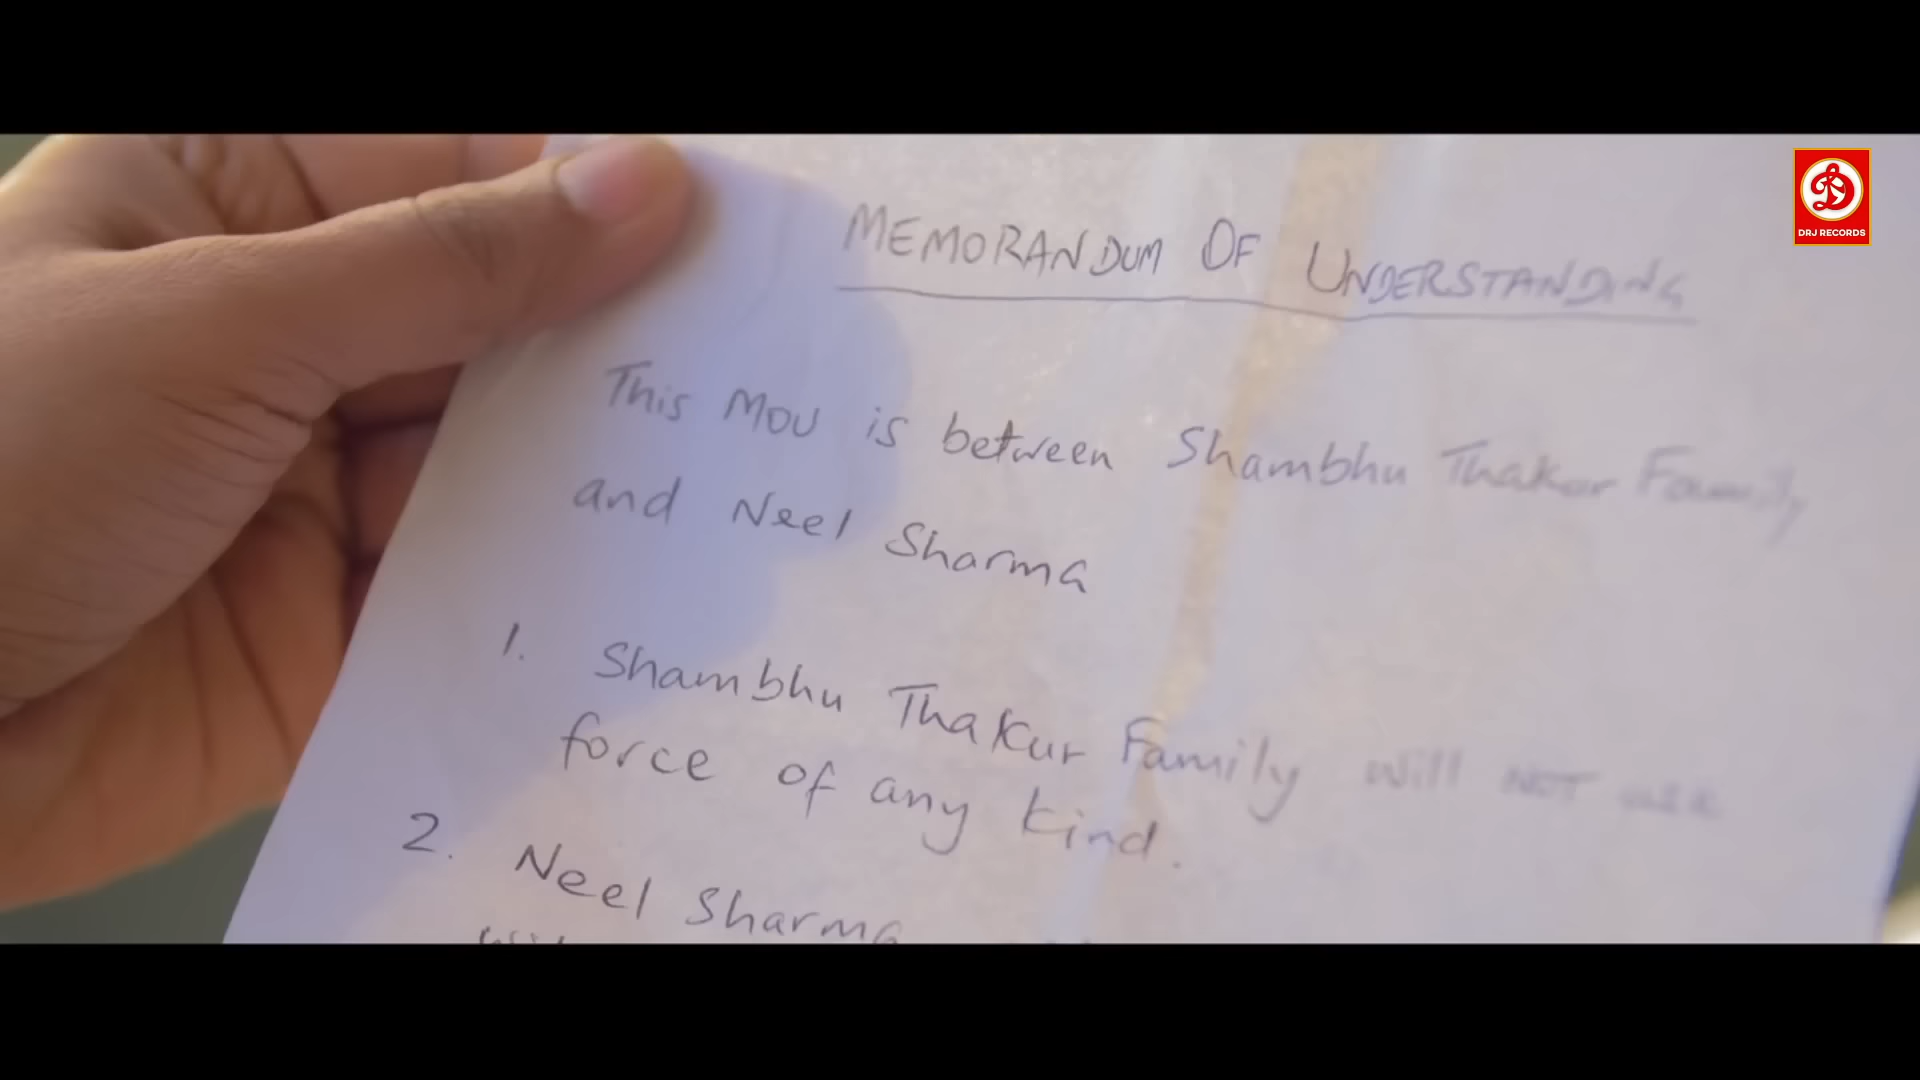 MEMORANDUM OF UNDERSTANDING
This MOU is between Shambhu Thakur Family
and Neel Sharma
1. Shambhu Thakur Family will NOT use
force of any kind.
2. Neel Sharma
DRJ RECORDS